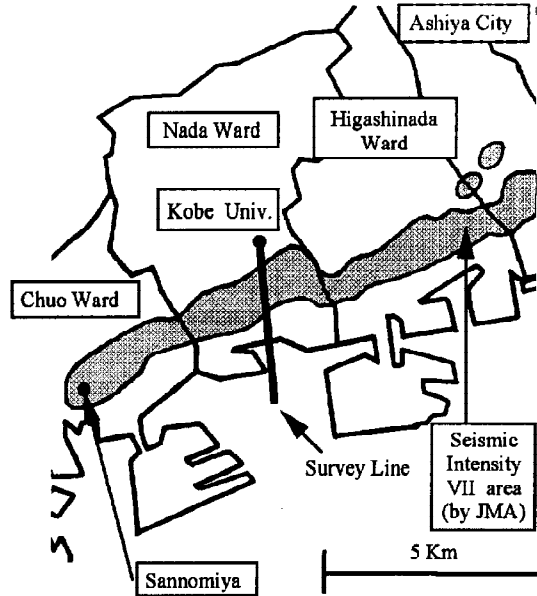 Ashiya City
Nada Ward
Higashinada
Ward
Kobe Univ.
Chuo Ward
Survey Line
Seismic
Intensity
VII area
(by JMA)
5 Km
Sannomiya